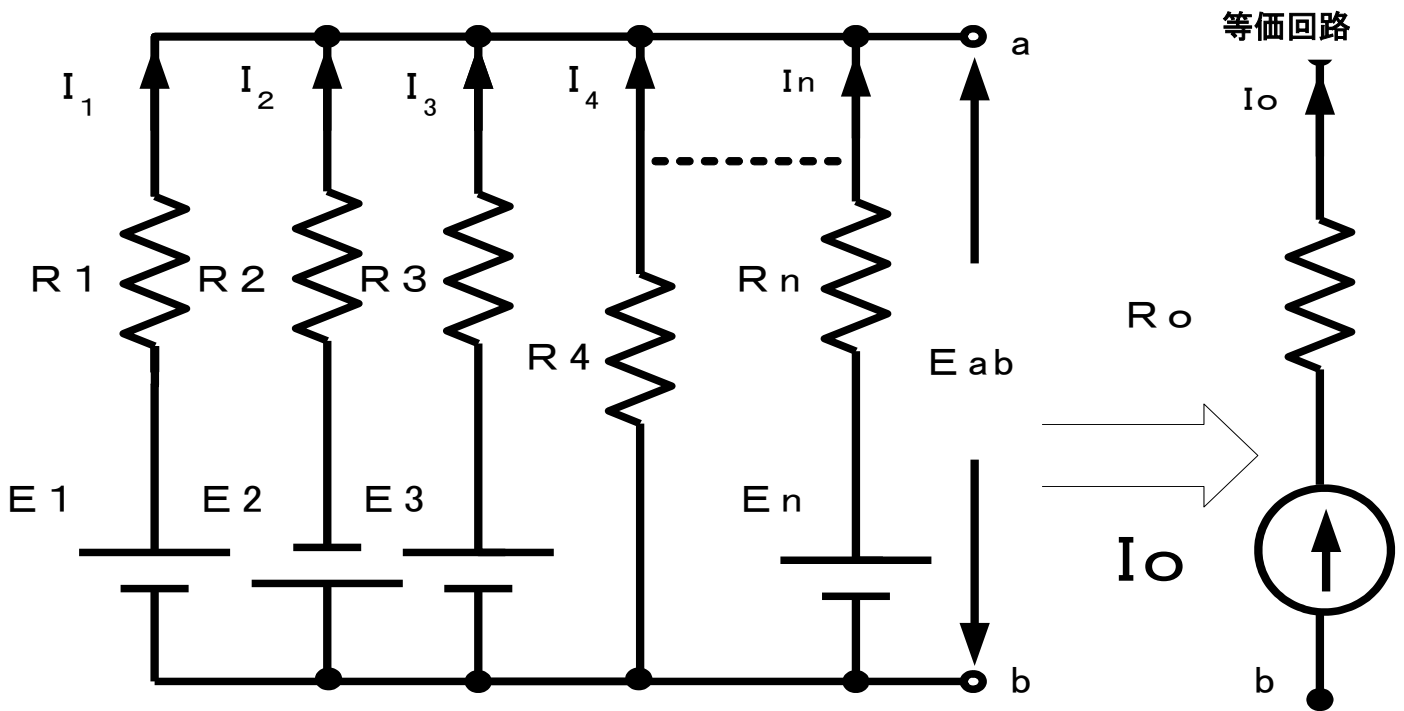 等価回路
a
I1
I2
I3
I4
In
Io
R1
R2
R3
R4
Rn
Ro
Eab
E1
E2
E3
En
Io
b
b